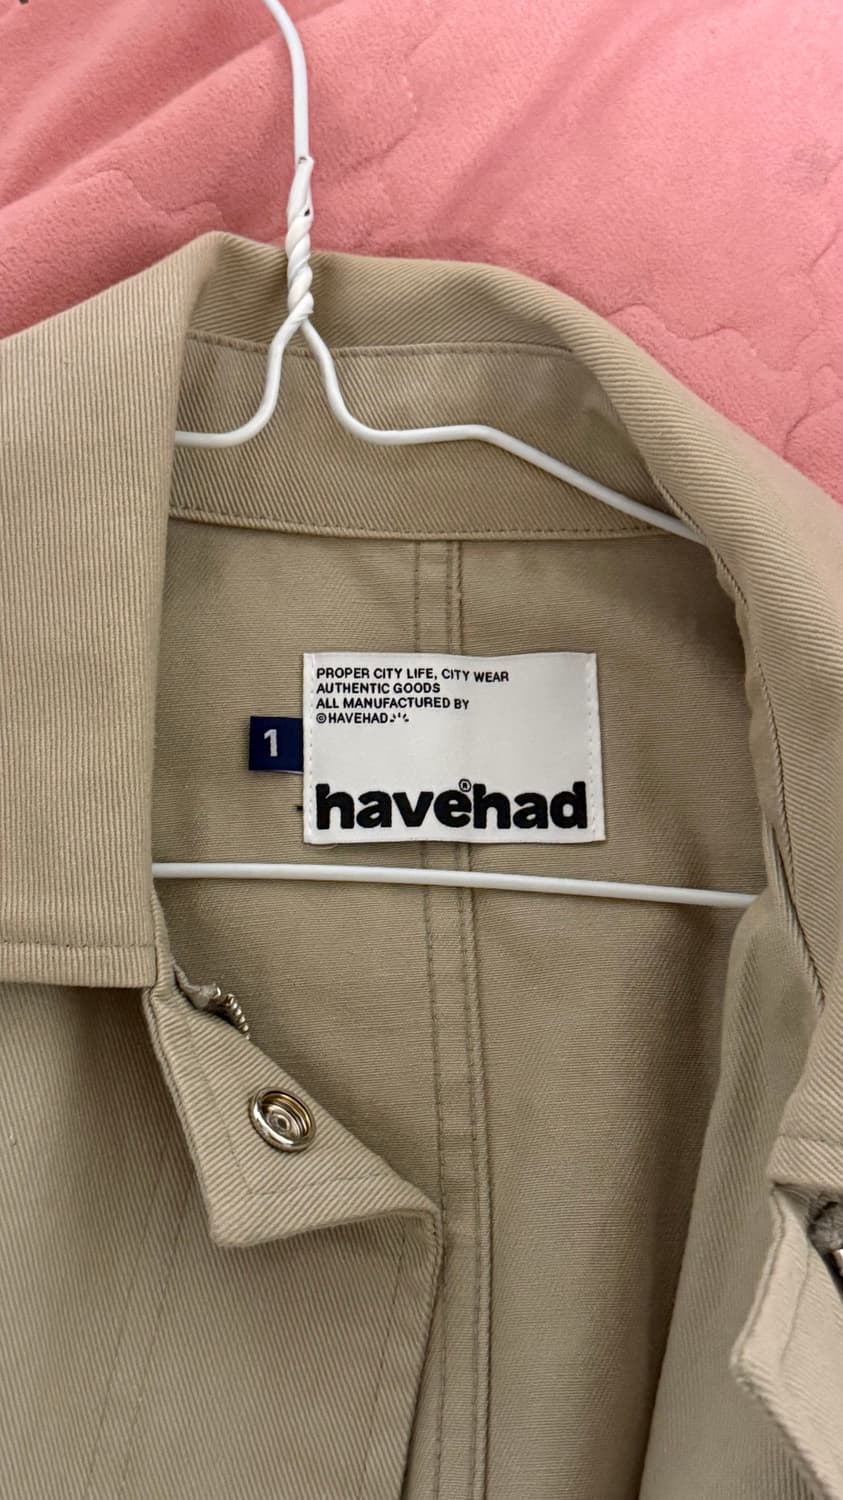 PROPER CITY LIFE, CITY WEAR
AUTHENTIC GOODS
ALL MANUFACTURED BY
©HAVEHAD
1
havehad
®